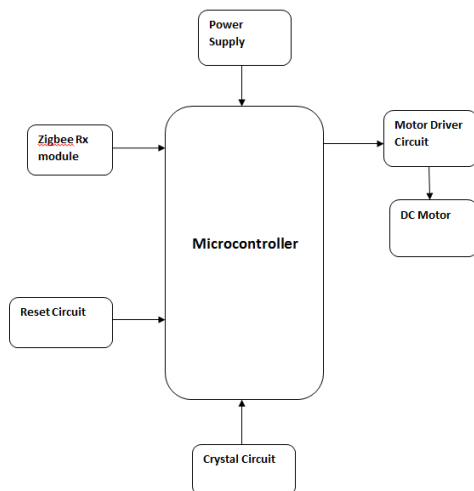 Power
Supply
Zigbee Rx
module
Motor Driver
Circuit
DC Motor
Microcontroller
Reset Circuit
Crystal Circuit